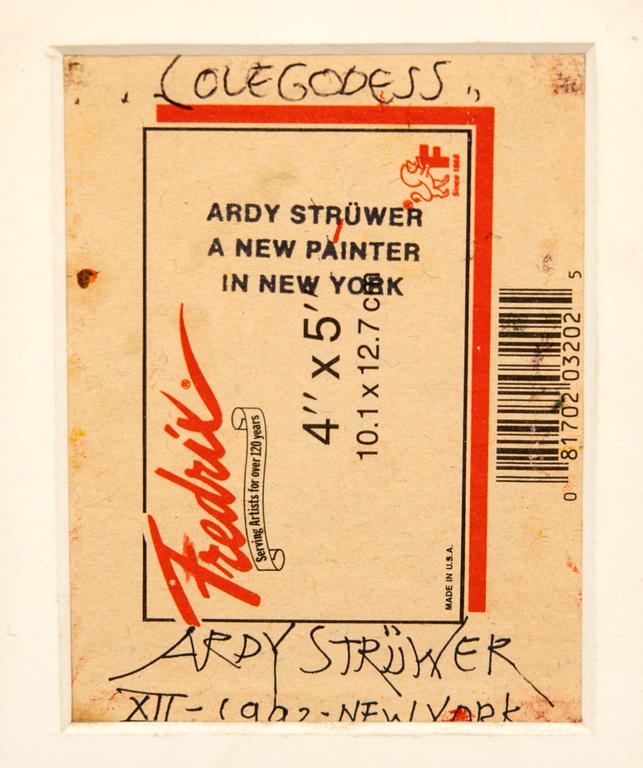 „LOVEGODESS"
F
Since 1868
®
ARDY STRÜWER
A NEW PAINTER
IN NEW YORK
4" x 5"
10.1 x 12.7 cm
Fredrix®
Serving Artists for over 120 years
0 81702 03202 5
MADE IN U.S.A.
ARDY STRÜWER
XII - 1992 - NEW YORK